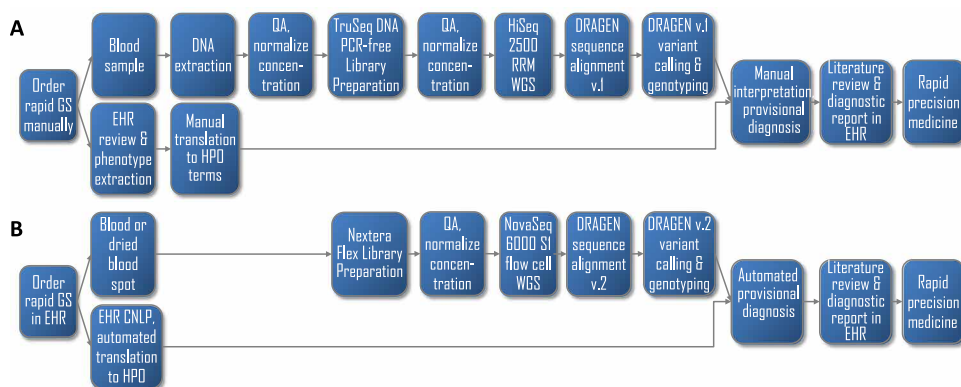 A
Order
rapid GS
manually
Blood
sample
DNA
extraction
QA,
normalize
concen-
tration
TruSeq DNA
PCR-free
Library
Preparation
QA,
normalize
concen-
tration
HiSeq
2500
RRM
WGS
DRAGEN
sequence
alignment
v.1
DRAGEN v.1
variant
calling &
genotyping
EHR
review &
phenotype
extraction
Manual
translation
to HPO
terms
Manual
interpretation
provisional
diagnosis
Literature
review &
diagnostic
report in
EHR
Rapid
precision
medicine
B
Order
rapid GS
in EHR
Blood or
dried
blood
spot
Nextera
Flex Library
Preparation
QA,
normalize
concen-
tration
NovaSeq
6000 S1
flow cell
WGS
DRAGEN
sequence
alignment
v.2
DRAGEN v.2
variant
calling &
genotyping
EHR CNLP,
automated
translation
to HPO
Automated
provisional
diagnosis
Literature
review &
diagnostic
report in
EHR
Rapid
precision
medicine